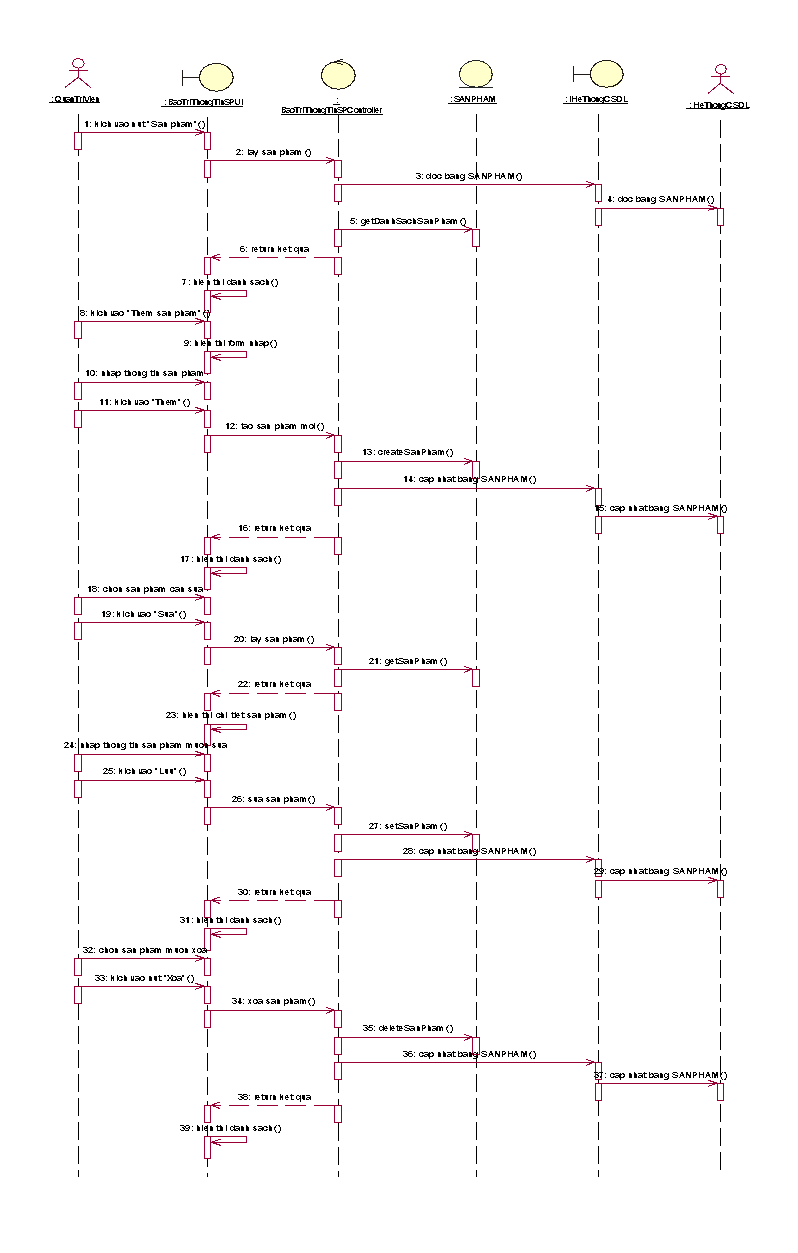 : QuanTriVien
: BaoTriThongTinSPUI
:
BaoTriThongTinSPController
: SANPHAM
: IHeThongCSDL
: HeThongCSDL
1: kich vao nut "San pham"()
2: lay san pham ()
3: doc bang SANPHAM()
4: doc bang SANPHAM()
5: getDanhSachSanPham()
6: return ket qua
7: hien thi danh sach()
8: kich vao "Them san pham"()
9: hien thi form nhap()
10: nhap thong tin san pham
11: kich vao "Them"()
12: tao san pham moi()
13: createSanPham()
14: cap nhat bang SANPHAM()
15: cap nhat bang SANPHAM()
16: return ket qua
17: hien thi danh sach()
18: chon san pham can sua
19: kich vao "Sua"()
20: lay san pham()
21: getSanPham()
22: return ket qua
23: hien thi chi tiet san pham()
24: nhap thong tin san pham muon sua
25: kich vao "Luu"()
26: sua san pham()
27: setSanPham()
28: cap nhat bang SANPHAM()
29: cap nhat bang SANPHAM()
30: return ket qua
31: hien thi danh sach()
32: chon san pham muon xoa
33: kich vao nut "Xoa"()
34: xoa san pham()
35: deleteSanPham()
36: cap nhat bang SANPHAM()
37: cap nhat bang SANPHAM()
38: return ket qua
39: hien thi danh sach()